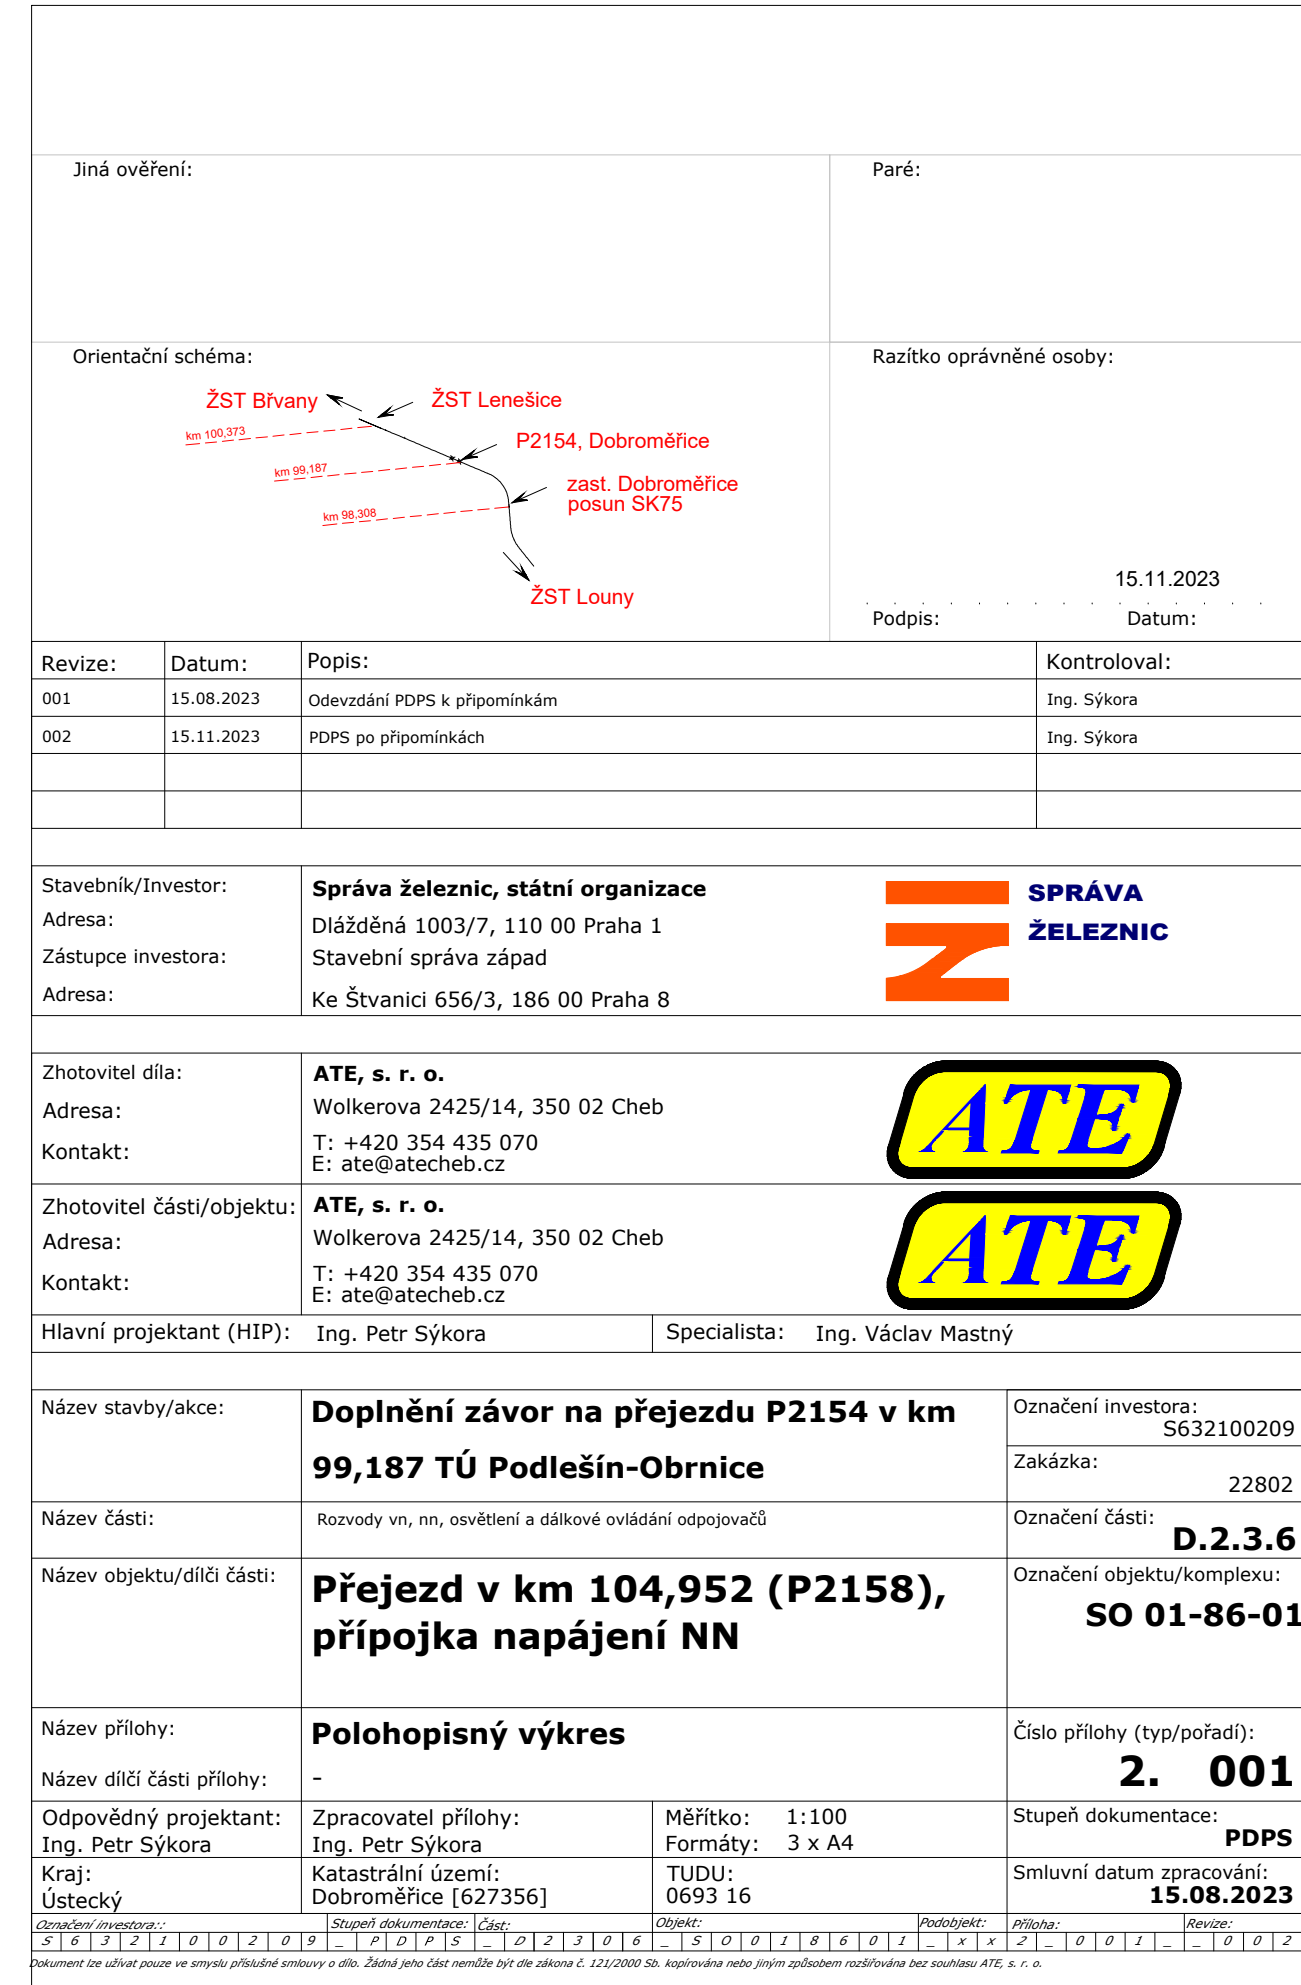 Jiná ověření:
Paré:
Orientační schéma:
Razítko oprávněné osoby:
ŽST Břvany
ŽST Lenešice
km 100,373
P2154, Dobroměřice
km 99,187
zast. Dobroměřice
posun SK75
km 98,308
ŽST Louny
15.11.2023
Podpis: Datum:
Revize: Datum: Popis: Kontroloval:
001 15.08.2023 Odevzdání PDPS k připomínkám Ing. Sýkora
002 15.11.2023 PDPS po připomínkách Ing. Sýkora
Stavebník/Investor: Správa železnic, státní organizace
Adresa: Dlážděná 1003/7, 110 00 Praha 1
Zástupce investora: Stavební správa západ
Adresa: Ke Štvanici 656/3, 186 00 Praha 8
SPRÁVA
ŽELEZNIC
Zhotovitel díla: ATE, s. r. o.
Adresa: Wolkerova 2425/14, 350 02 Cheb
Kontakt: T: +420 354 435 070
E: ate@atecheb.cz
ATE
Zhotovitel části/objektu: ATE, s. r. o.
Adresa: Wolkerova 2425/14, 350 02 Cheb
Kontakt: T: +420 354 435 070
E: ate@atecheb.cz
ATE
Hlavní projektant (HIP): Ing. Petr Sýkora Specialista: Ing. Václav Mastný
Název stavby/akce: Doplnění závor na přejezdu P2154 v km
99,187 TÚ Podlešín-Obrnice
Označení investora:
S632100209
Zakázka:
22802
Název části: Rozvody vn, nn, osvětlení a dálkové ovládání odpojovačů
Označení části:
D.2.3.6
Název objektu/dílči části: Přejezd v km 104,952 (P2158),
přípojka napájení NN
Označení objektu/komplexu:
SO 01-86-01
Název přílohy: Polohopisný výkres
Název dílčí části přílohy: -
Číslo přílohy (typ/pořadí):
2. 001
Odpovědný projektant: Zpracovatel přílohy: Měřítko: 1:100
Ing. Petr Sýkora Ing. Petr Sýkora Formáty: 3 x A4
Stupeň dokumentace:
PDPS
Kraj: Katastrální území: TUDU:
Ústecký Dobroměřice [627356] 0693 16
Smluvní datum zpracování:
15.08.2023
Označení investora:: Stupeň dokumentace: Část: Objekt: Podobjekt: Příloha: Revize:
S 6 3 2 1 0 0 2 0 9 _ P D P S _ D 2 3 0 6 _ S O 0 1 8 6 0 1 _ x x 2 _ 0 0 1 _ _ 0 0 2
Dokument lze užívat pouze ve smyslu příslušné smlouvy o dílo. Žádná jeho část nemůže být dle zákona č. 121/2000 Sb. kopírována nebo jiným způsobem rozšiřována bez souhlasu ATE, s. r. o.